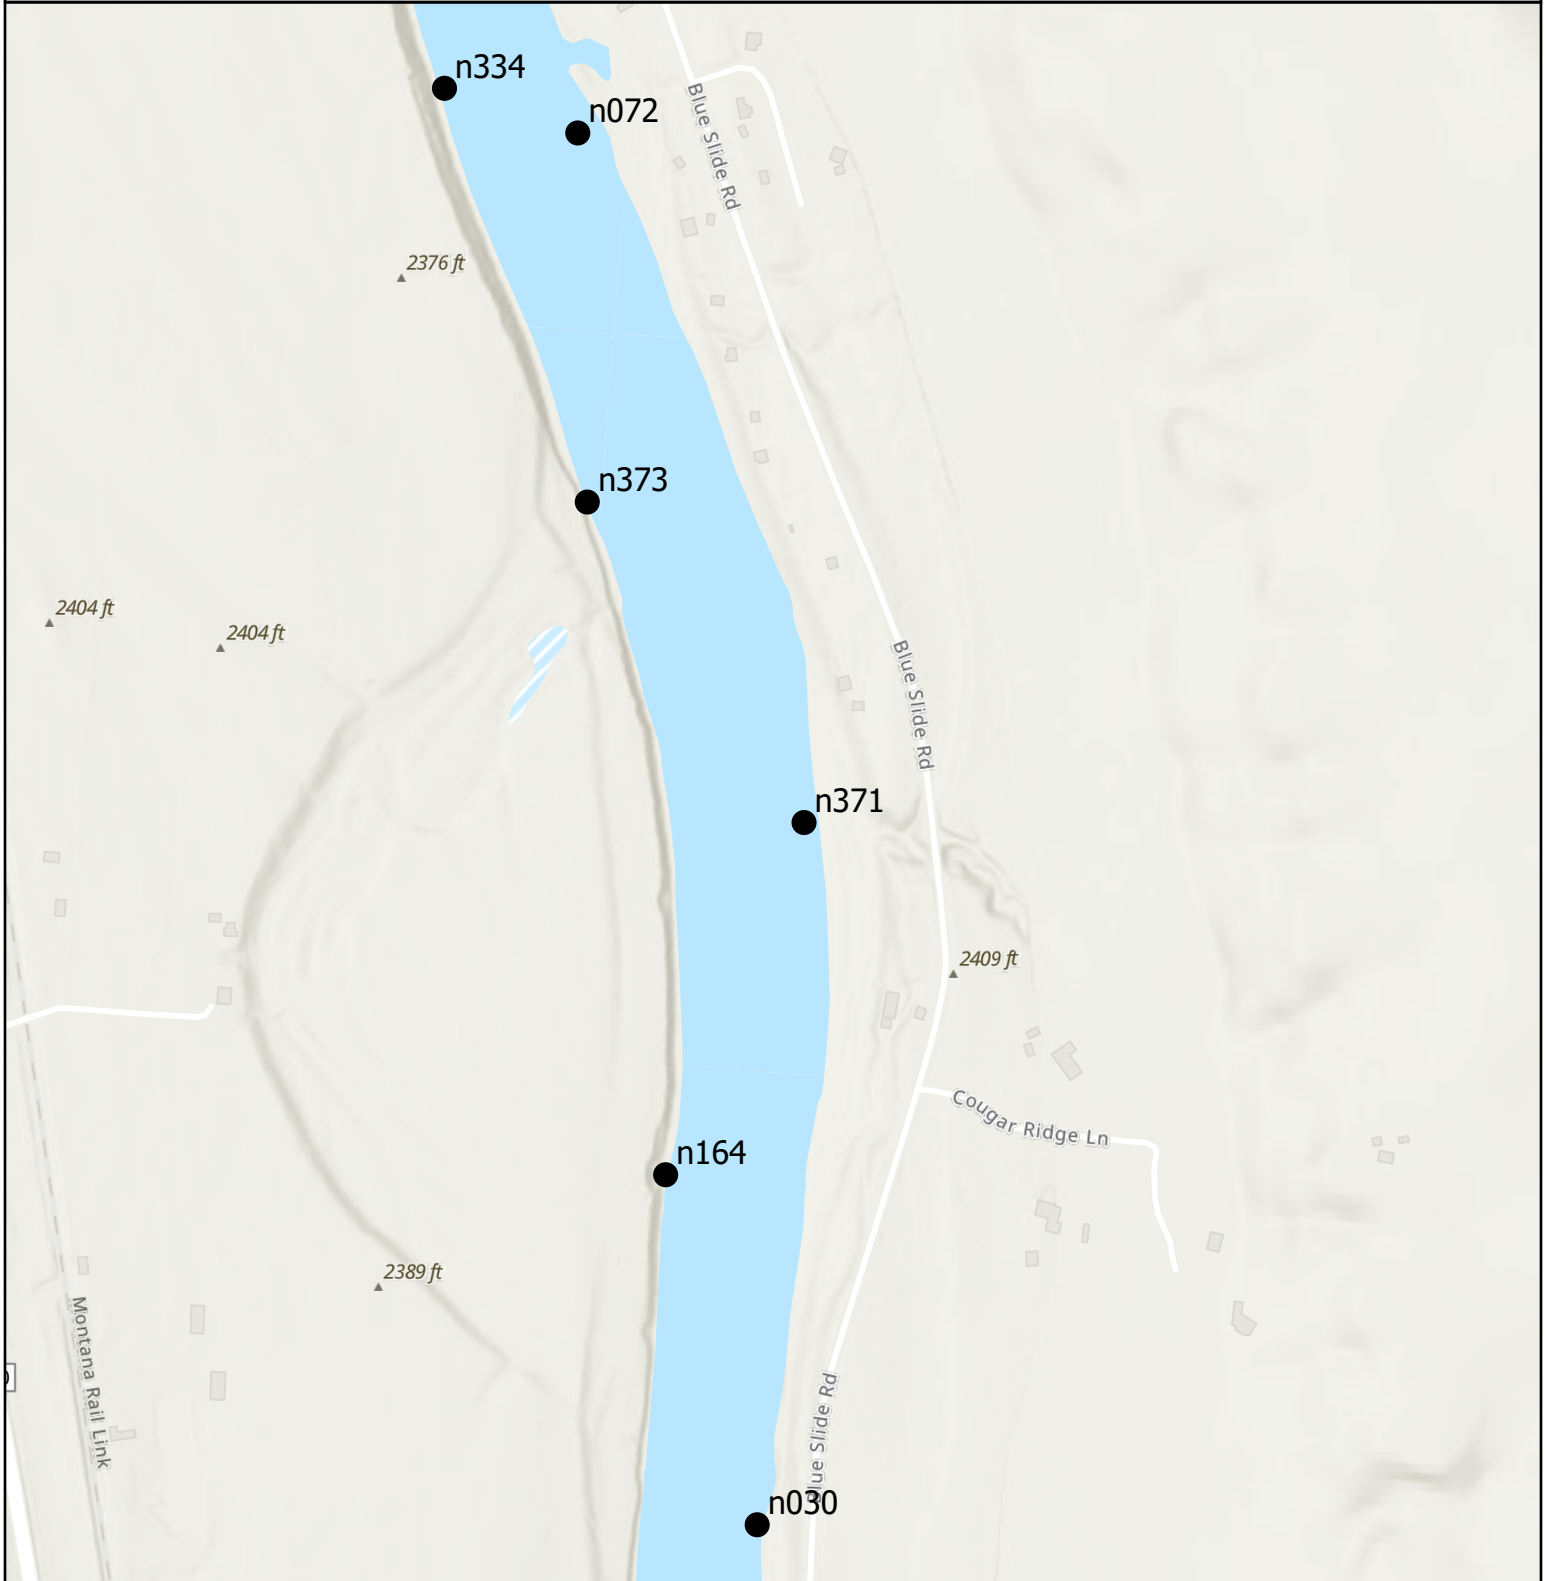 n334
n072
Blue Slide Rd
2376 ft
n373
2404 ft
2404 ft
Blue Slide Rd
n371
2409 ft
Cougar Ridge Ln
n164
2389 ft
Montana Rail Link
Blue Slide Rd
n030